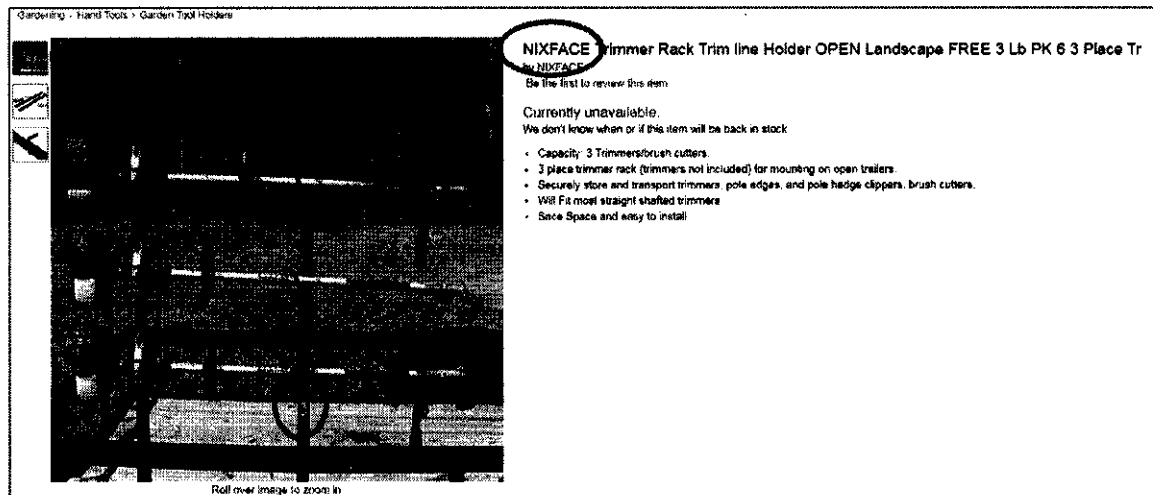 Gardening › Hand Tools › Garden Tool Holders
NIXFACE Trimmer Rack Trim line Holder OPEN Landscape FREE 3 Lb PK 6 3 Place Tr
by NIXFACE
Be the first to review this item
Currently unavailable.
We don't know when or if this item will be back in stock
• Capacity: 3 Trimmers/brush cutters.
• 3 place trimmer rack (trimmers not included) for mounting on open trailers.
• Securely store and transport trimmers, pole edges, and pole hedge clippers, brush cutters.
• Will Fit most straight shafted trimmers
• Sace Space and easy to install
Roll over image to zoom in